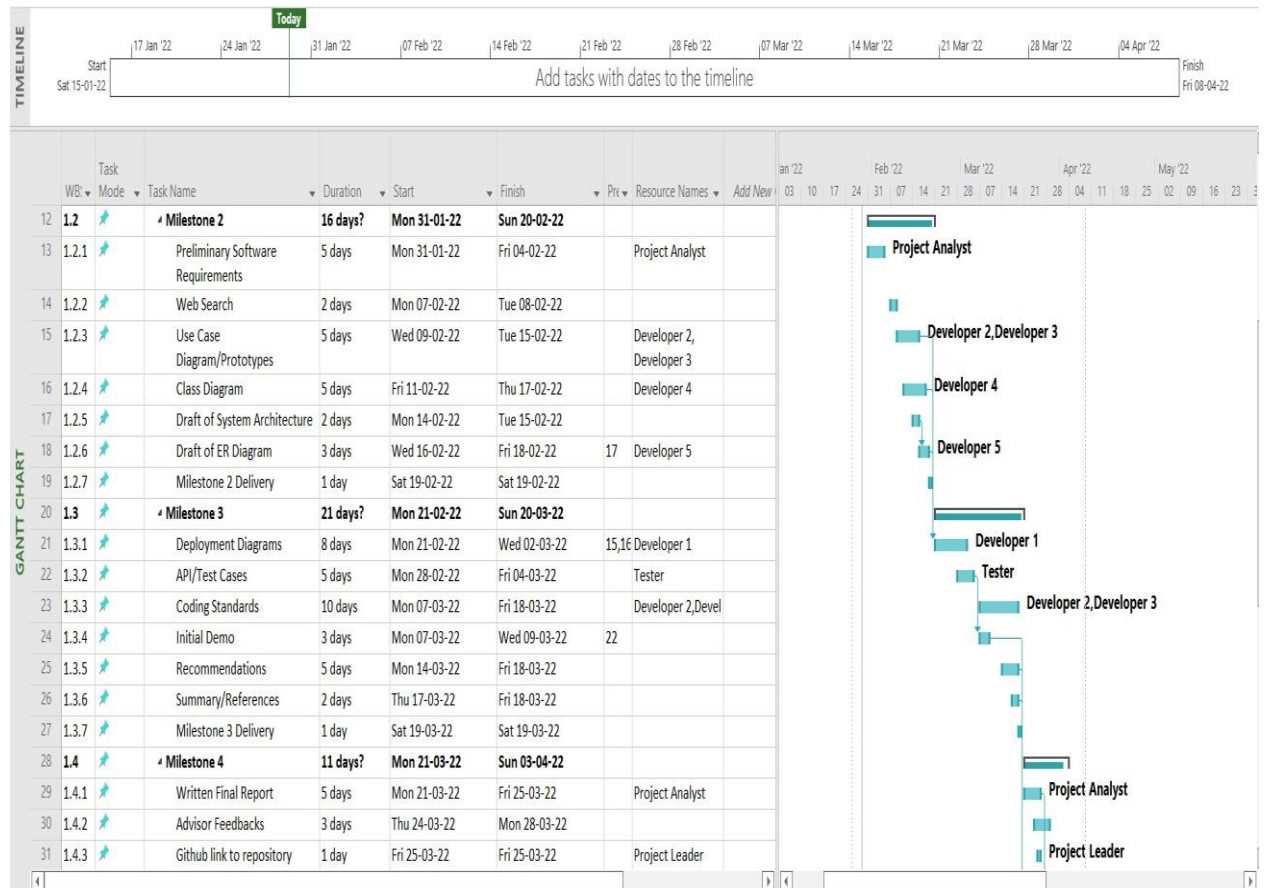 TIMELINE
Today
17 Jan '22 24 Jan '22 31 Jan '22 07 Feb '22 14 Feb '22 21 Feb '22 28 Feb '22 07 Mar '22 14 Mar '22 21 Mar '22 28 Mar '22 04 Apr '22
Start
Sat 15-01-22
Add tasks with dates to the timeline
Finish
Fri 08-04-22
GANTT CHART
WB: Task Mode Task Name Duration Start Finish Pre Resource Names Add New
an '22 Feb '22 Mar '22 Apr '22 May '22
03 10 17 24 31 07 14 21 28 07 14 21 28 04 11 18 25 02 09 16 23
12 1.2 Milestone 2 16 days? Mon 31-01-22 Sun 20-02-22
13 1.2.1 Preliminary Software 5 days Mon 31-01-22 Fri 04-02-22 Project Analyst Project Analyst
Requirements
14 1.2.2 Web Search 2 days Mon 07-02-22 Tue 08-02-22
15 1.2.3 Use Case 5 days Wed 09-02-22 Tue 15-02-22 Developer 2, Developer 2,Developer 3
Diagram/Prototypes Developer 3
16 1.2.4 Class Diagram 5 days Fri 11-02-22 Thu 17-02-22 Developer 4 Developer 4
17 1.2.5 Draft of System Architecture 2 days Mon 14-02-22 Tue 15-02-22
18 1.2.6 Draft of ER Diagram 3 days Wed 16-02-22 Fri 18-02-22 17 Developer 5 Developer 5
19 1.2.7 Milestone 2 Delivery 1 day Sat 19-02-22 Sat 19-02-22
20 1.3 Milestone 3 21 days? Mon 21-02-22 Sun 20-03-22
21 1.3.1 Deployment Diagrams 8 days Mon 21-02-22 Wed 02-03-22 15,16 Developer 1 Developer 1
22 1.3.2 API/Test Cases 5 days Mon 28-02-22 Fri 04-03-22 Tester Tester
23 1.3.3 Coding Standards 10 days Mon 07-03-22 Fri 18-03-22 Developer 2,Devel Developer 2,Developer 3
24 1.3.4 Initial Demo 3 days Mon 07-03-22 Wed 09-03-22 22
25 1.3.5 Recommendations 5 days Mon 14-03-22 Fri 18-03-22
26 1.3.6 Summary/References 2 days Thu 17-03-22 Fri 18-03-22
27 1.3.7 Milestone 3 Delivery 1 day Sat 19-03-22 Sat 19-03-22
28 1.4 Milestone 4 11 days? Mon 21-03-22 Sun 03-04-22
29 1.4.1 Written Final Report 5 days Mon 21-03-22 Fri 25-03-22 Project Analyst Project Analyst
30 1.4.2 Advisor Feedbacks 3 days Thu 24-03-22 Mon 28-03-22
31 1.4.3 Github link to repository 1 day Fri 25-03-22 Fri 25-03-22 Project Leader Project Leader